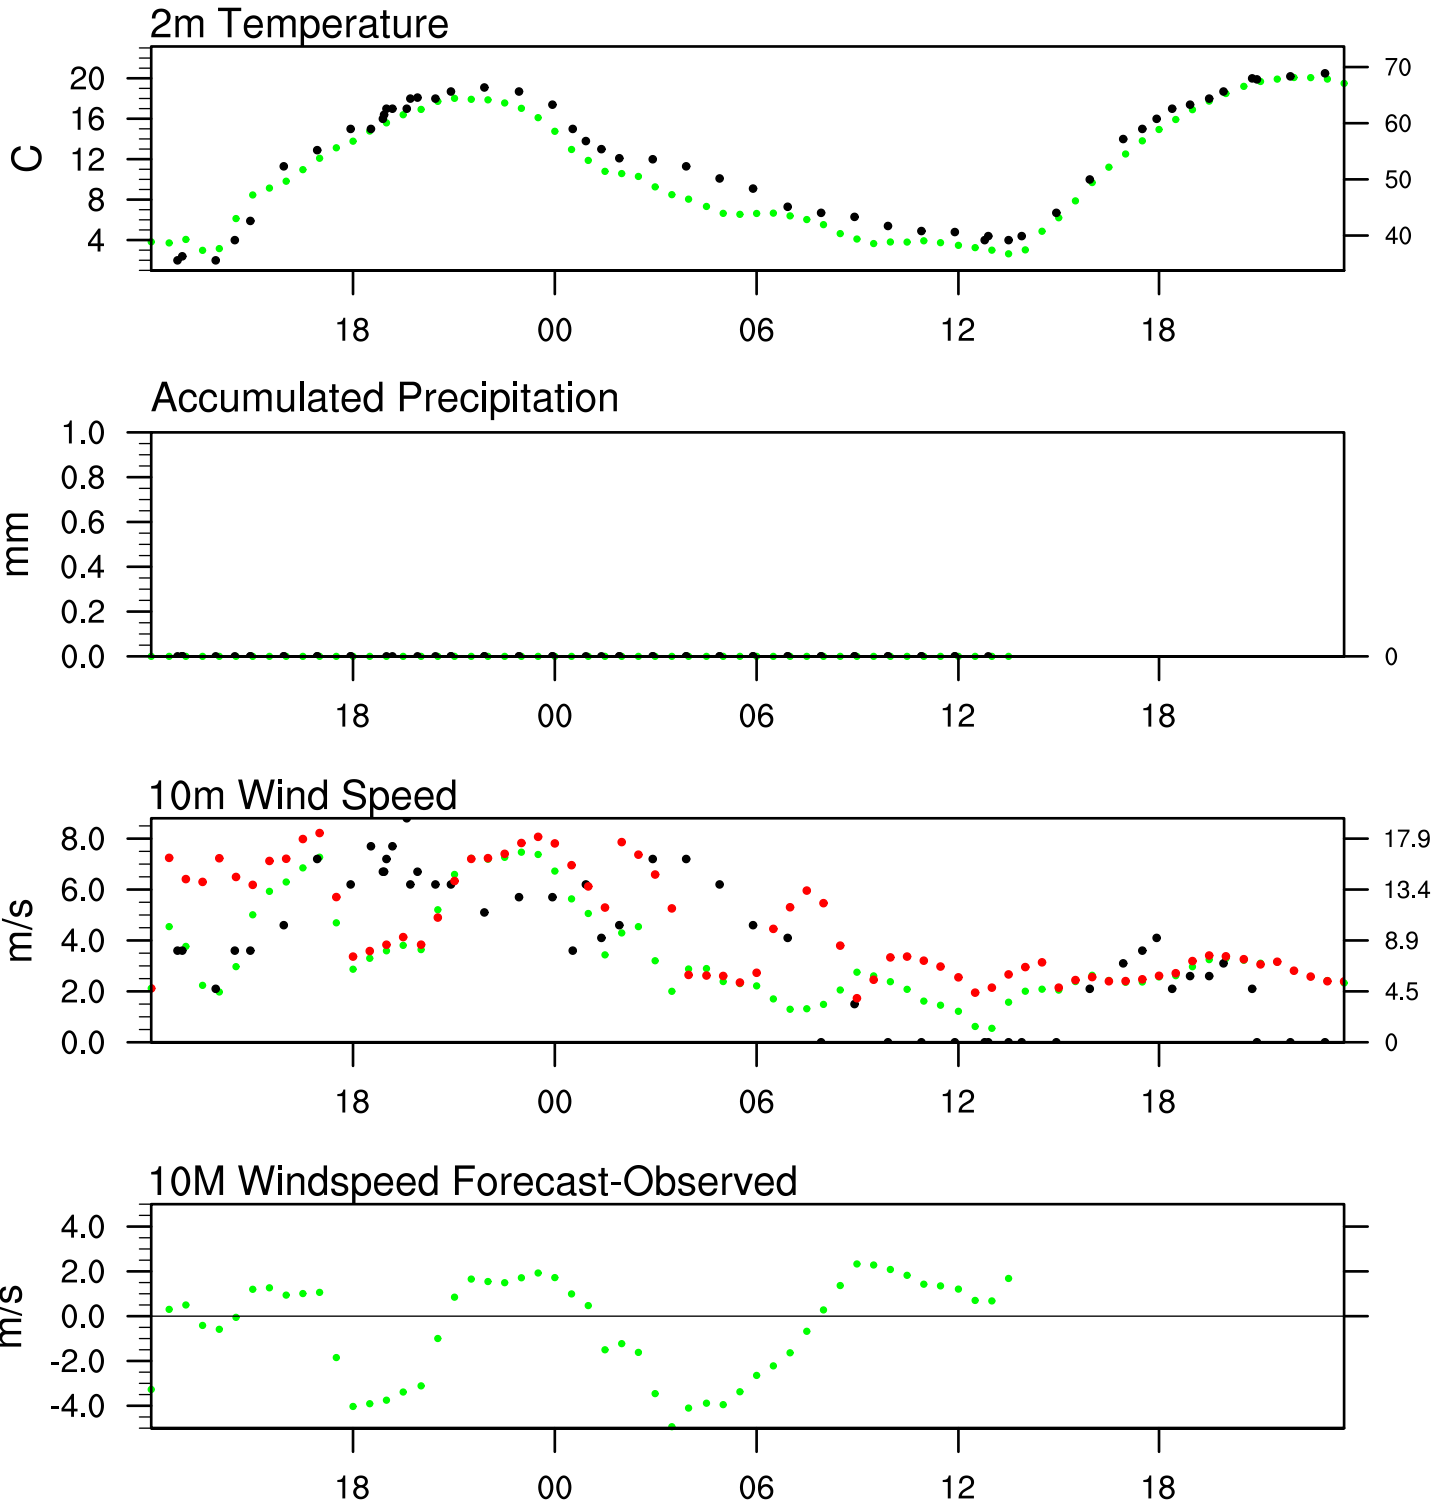 2m Temperature
20 70
16 60
12 50
8
4 40
C
18 00 06 12 18
Accumulated Precipitation
1.0
0.8
0.6
0.4
0.2
0.0 0
mm
18 00 06 12 18
10m Wind Speed
8.0 17.9
6.0 13.4
4.0 8.9
2.0 4.5
0.0 0
m/s
18 00 06 12 18
10M Windspeed Forecast-Observed
4.0
2.0
0.0
-2.0
-4.0
m/s
18 00 06 12 18